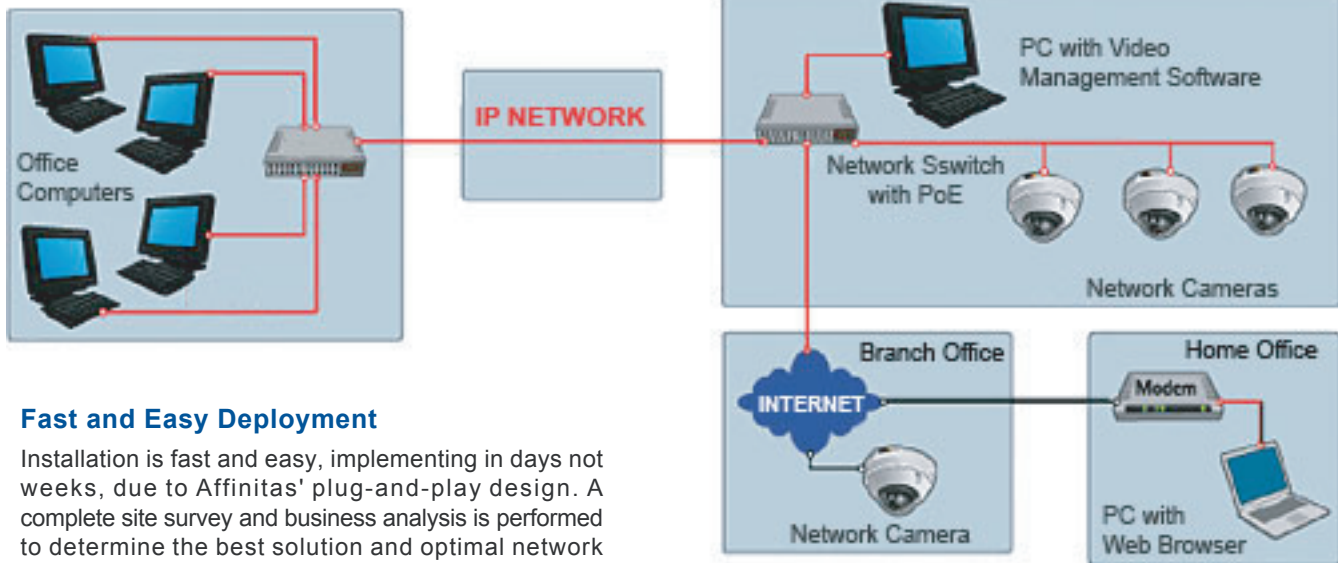 Office
Computers
IP NETWORK
PC with Video
Management Software
Network Sswitch
with PoE
Network Cameras
Branch Office
INTERNET
Network Camera
Home Office
Modem
PC with
Web Browser
Fast and Easy Deployment
Installation is fast and easy, implementing in days not
weeks, due to Affinitas' plug-and-play design. A
complete site survey and business analysis is performed
to determine the best solution and optimal network